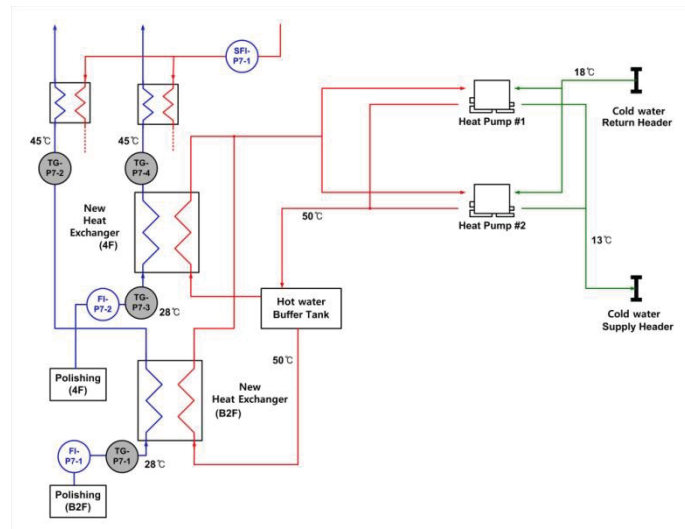 SFI-
P7-1
18℃
Cold water
Return Header
Heat Pump #1
45℃
45℃
TG-
P7-2
TG-
P7-4
New
Heat
Exchanger
(4F)
50℃
Heat Pump #2
13℃
FI-
P7-2
TG-
P7-3
28℃
Hot water
Buffer Tank
Cold water
Supply Header
50℃
Polishing
(4F)
New
Heat Exchanger
(B2F)
FI-
P7-1
TG-
P7-1
28℃
Polishing
(B2F)